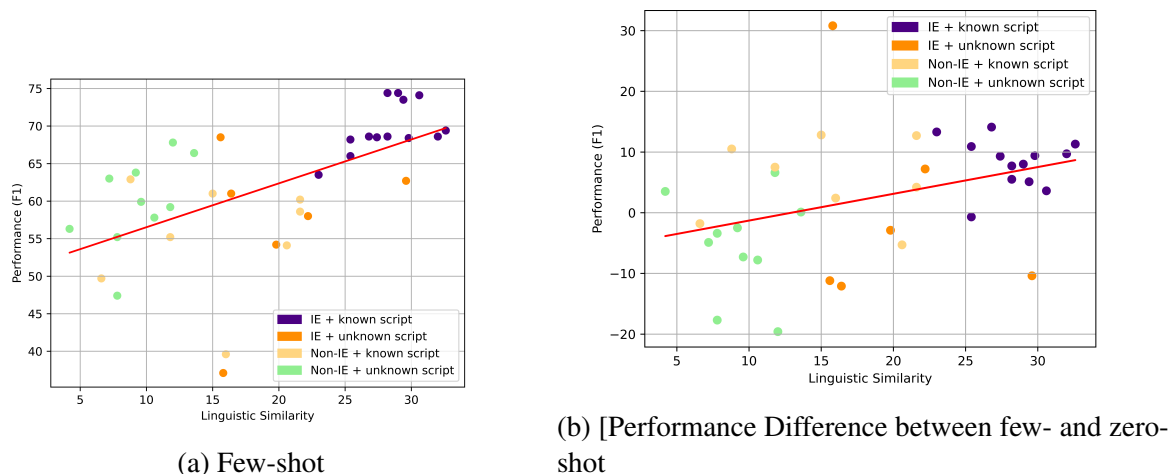 75
70
65
60
55
50
45
40
Performance (F1)
5 10 15 20 25 30
Linguistic Similarity
IE + known script
IE + unknown script
Non-IE + known script
Non-IE + unknown script
(a) Few-shot
30
20
10
0
−10
−20
Performance (F1)
5 10 15 20 25 30
Linguistic Similarity
IE + known script
IE + unknown script
Non-IE + known script
Non-IE + unknown script
(b) [Performance Difference between few- and zero-
shot